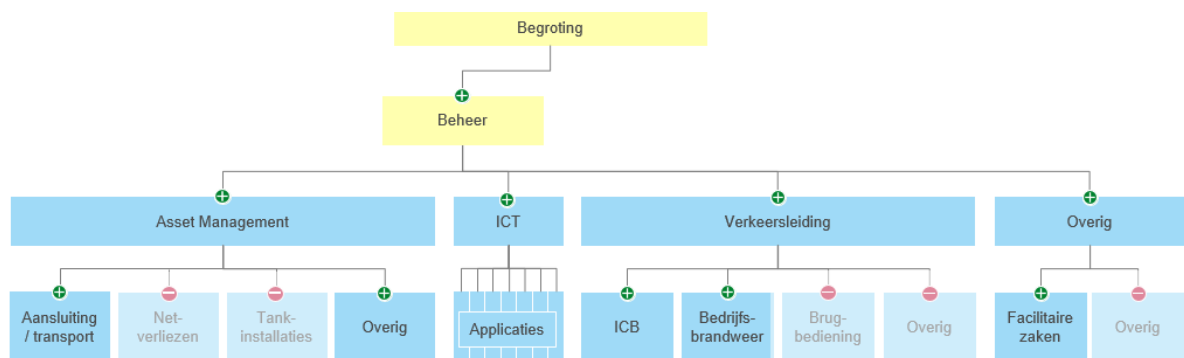 Begroting
Beheer
Asset Management
ICT
Verkeersleiding
Overig
Aansluiting
/ transport
Net-
verliezen
Tank-
installaties
Overig
Applicaties
ICB
Bedrijfs-
brandweer
Brug-
bediening
Overig
Facilitaire
zaken
Overig